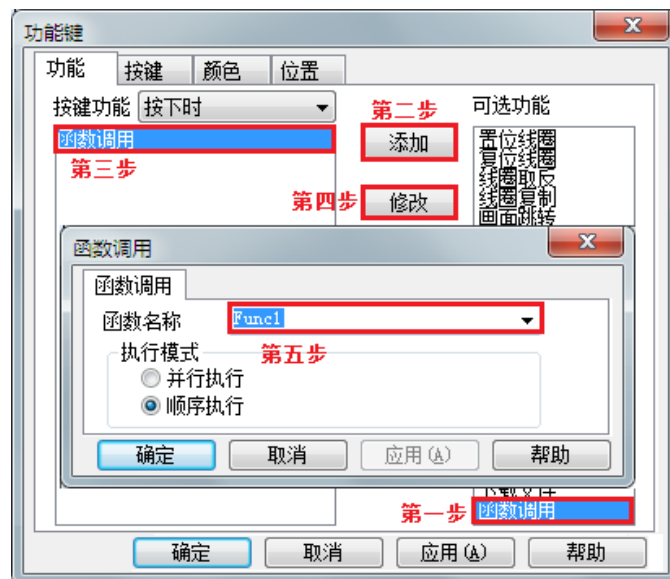 功能键
功能 按键 颜色 位置
按键功能 按下时 第二步 可选功能
函数调用 添加 置位线圈
第三步 复位线圈
线圈取反
第四步 修改 线圈复制
画面跳转
函数调用
函数调用
函数名称 Func1
执行模式 第五步
并行执行
顺序执行
确定 取消 应用(A) 帮助
下载文件
第一步 函数调用
确定 取消 应用(A) 帮助